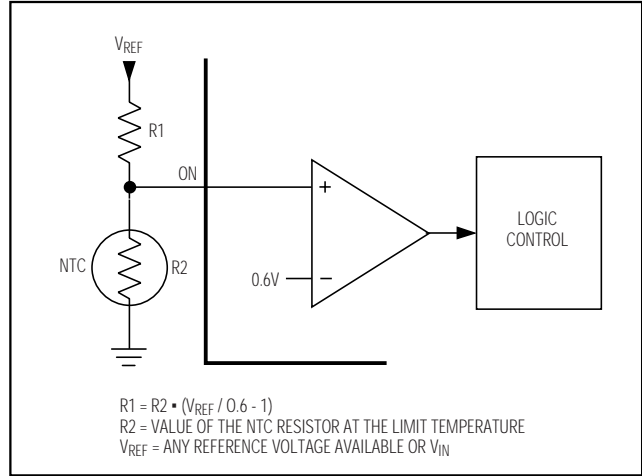 VREF
R1
ON
+
LOGIC
CONTROL
NTC
R2
0.6V
−
R1 = R2 ▪ (VREF / 0.6 - 1)
R2 = VALUE OF THE NTC RESISTOR AT THE LIMIT TEMPERATURE
VREF = ANY REFERENCE VOLTAGE AVAILABLE OR VIN